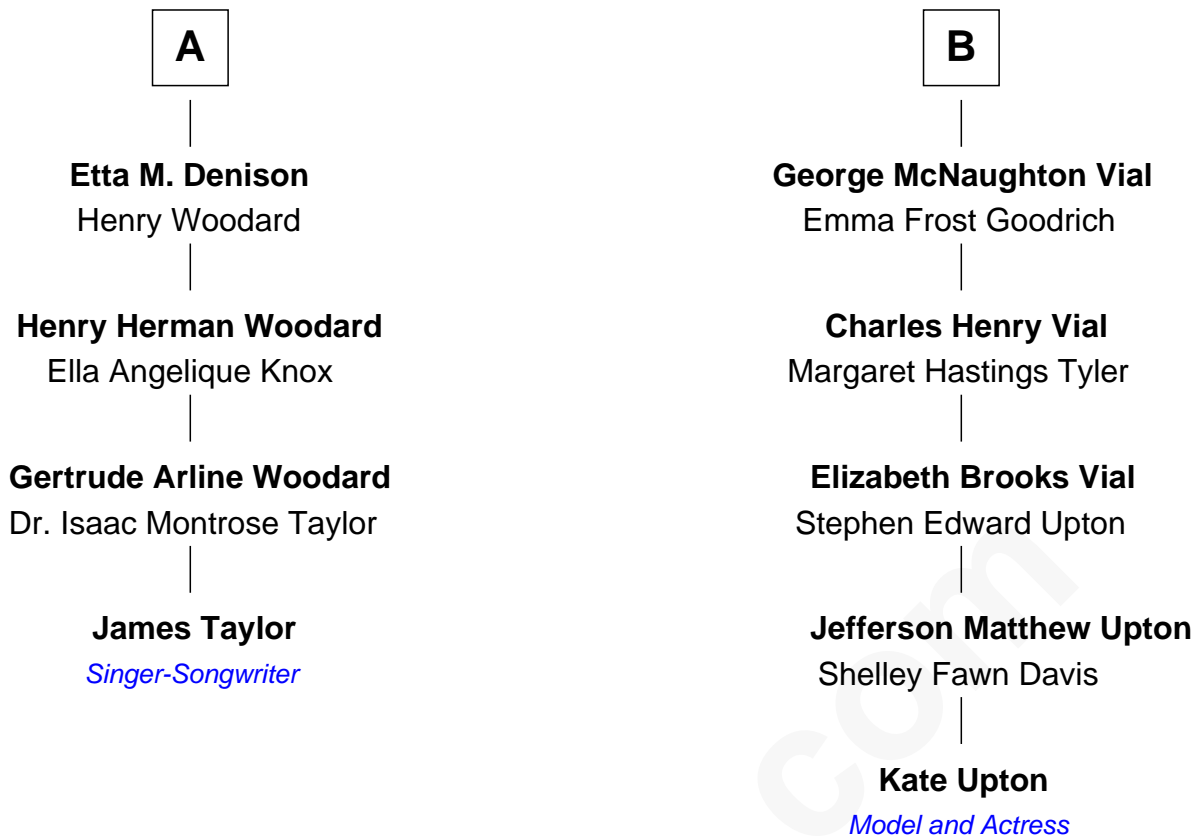 A
Etta M. Denison
Henry Woodard
Henry Herman Woodard
Ella Angelique Knox
Gertrude Arline Woodard
Dr. Isaac Montrose Taylor
James Taylor
Singer-Songwriter
B
George McNaughton Vial
Emma Frost Goodrich
Charles Henry Vial
Margaret Hastings Tyler
Elizabeth Brooks Vial
Stephen Edward Upton
Jefferson Matthew Upton
Shelley Fawn Davis
Kate Upton
Model and Actress
com